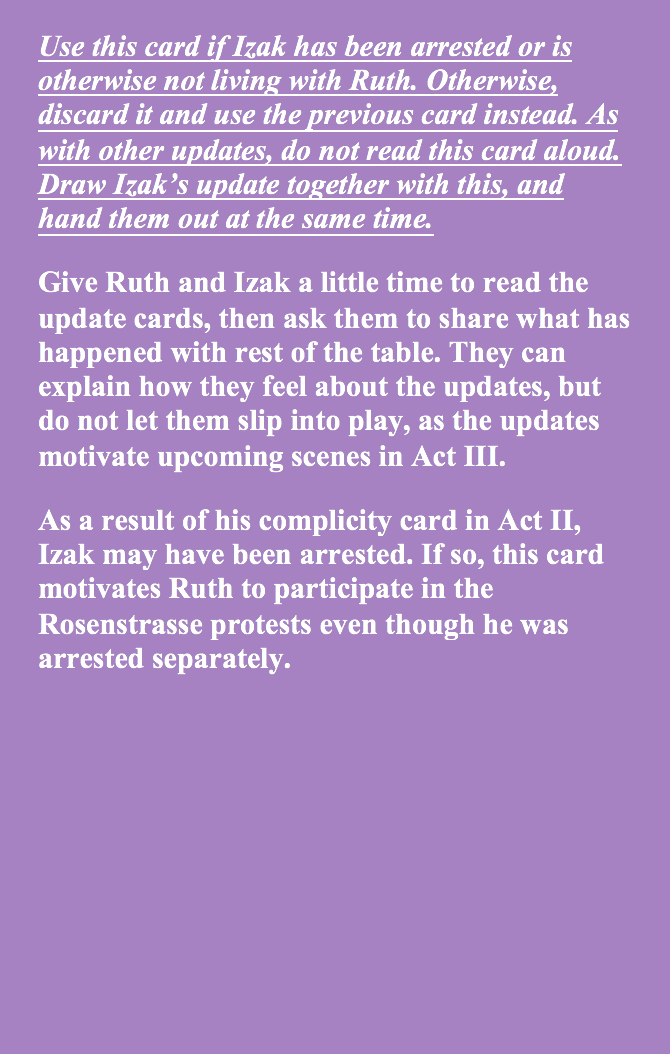 Use this card if Izak has been arrested or is
otherwise not living with Ruth. Otherwise,
discard it and use the previous card instead. As
with other updates, do not read this card aloud.
Draw Izak’s update together with this, and
hand them out at the same time.
Give Ruth and Izak a little time to read the
update cards, then ask them to share what has
happened with rest of the table. They can
explain how they feel about the updates, but
do not let them slip into play, as the updates
motivate upcoming scenes in Act III.
As a result of his complicity card in Act II,
Izak may have been arrested. If so, this card
motivates Ruth to participate in the
Rosenstrasse protests even though he was
arrested separately.